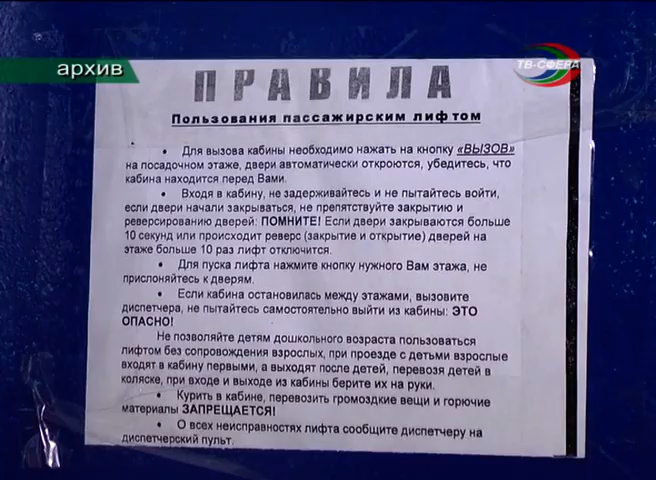 архив
ТВ-СФЕРА
ПРАВИЛА
Пользования пассажирским лифтом
• Для вызова кабины необходимо нажать на кнопку «ВЫЗОВ»
на посадочном этаже, двери автоматически откроются, убедитесь, что
кабина находится перед Вами.
• Входя в кабину, не задерживайтесь и не пытайтесь войти,
если двери начали закрываться, не препятствуйте закрытию и
реверсированию дверей: ПОМНИТЕ! Если двери закрываются больше
10 секунд или происходит реверс (закрытие и открытие) дверей на
этаже больше 10 раз лифт отключится.
• Для пуска лифта нажмите кнопку нужного Вам этажа, не
прислоняйтесь к дверям.
• Если кабина остановилась между этажами, вызовите
диспетчера, не пытайтесь самостоятельно выйти из кабины: ЭТО
ОПАСНО!
Не позволяйте детям дошкольного возраста пользоваться
лифтом без сопровождения взрослых, при проезде с детьми взрослые
входят в кабину первыми, а выходят после детей, перевозя детей в
коляске, при входе и выходе из кабины берите их на руки.
• Курить в кабине, перевозить громоздкие вещи и горючие
материалы ЗАПРЕЩАЕТСЯ!
• О всех неисправностях лифта сообщите диспетчеру на
диспетчерский пульт.